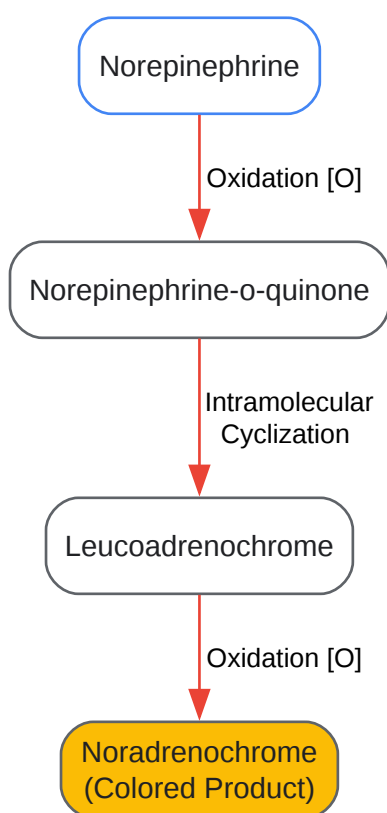 Norepinephrine
Oxidation [O]
Norepinephrine-o-quinone
Intramolecular
Cyclization
Leucoadrenochrome
Oxidation [O]
Noradrenochrome
(Colored Product)